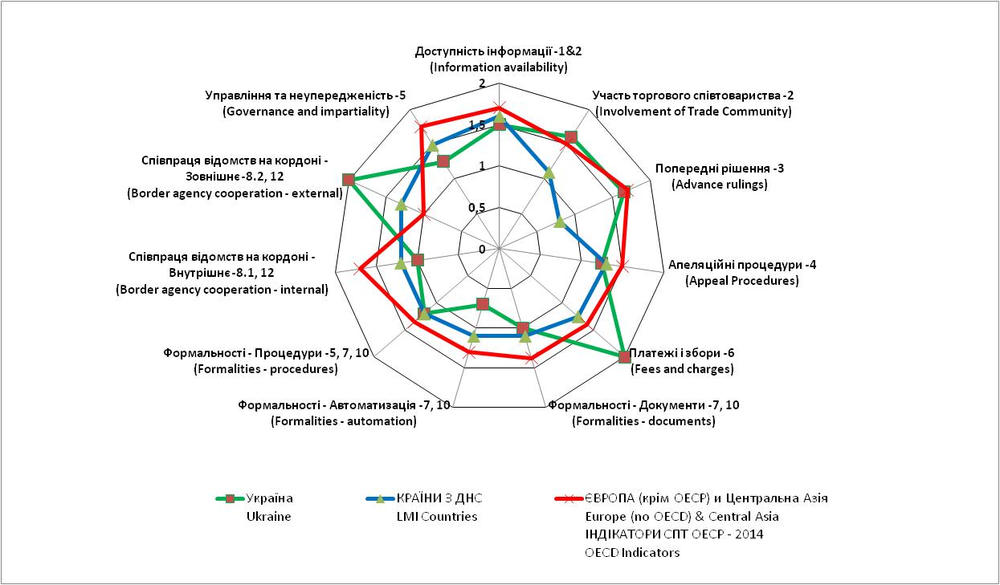 Доступність інформації -1&2
(Information availability)
Управління та неупередженість -5
(Governance and impartiality)
Участь торгового співтовариства -2
(Involvement of Trade Community)
Співпраця відомств на кордоні -
Зовнішнє-8.2, 12
(Border agency cooperation - external)
Попередні рішення -3
(Advance rulings)
2
1,5
1
0,5
0
Співпраця відомств на кордоні -
Внутрішнє-8.1, 12
(Border agency cooperation - internal)
Апеляційні процедури -4
(Appeal Procedures)
Формальності - Процедури -5, 7, 10
(Formalities - procedures)
Платежі і збори -6
(Fees and charges)
Формальності - Автоматизація -7, 10
(Formalities - automation)
Формальності - Документи -7, 10
(Formalities - documents)
Україна
Ukraine
КРАЇНИ З ДНС
LMI Countries
ЄВРОПА (крім ОЕСР) и Центральна Азія
Europe (no OECD) & Central Asia
ІНДІКАТОРИ СПТ ОЕСР - 2014
OECD Indicators